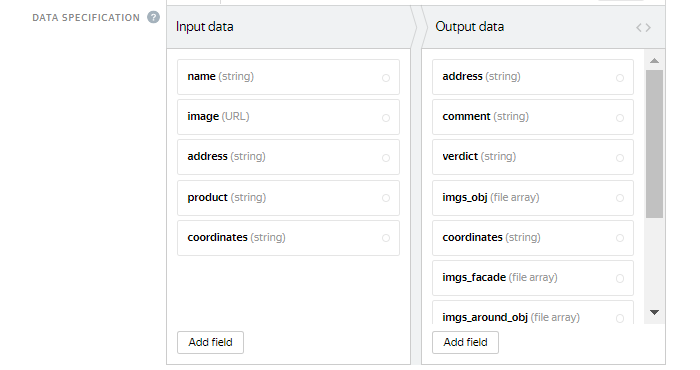 DATA SPECIFICATION ?
Input data
Output data <>
name (string)
image (URL)
address (string)
product (string)
coordinates (string)
Add field
address (string)
comment (string)
verdict (string)
imgs_obj (file array)
coordinates (string)
imgs_facade (file array)
imgs_around_obj (file array)
Add field